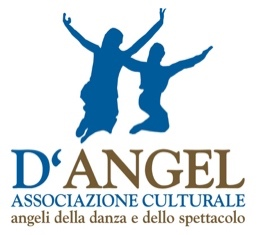 D‘ANGEL
ASSOCIAZIONE CULTURALE
angeli della danza e dello spettacolo